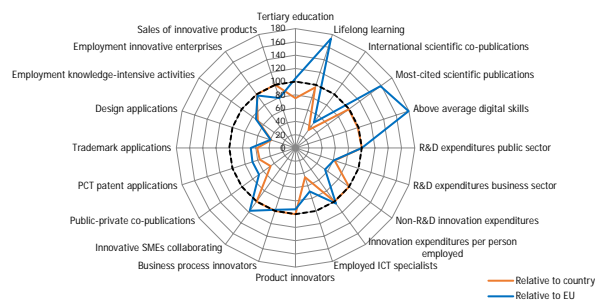 Tertiary education
Sales of innovative products
180
Lifelong learning
160
Employment innovative enterprises
International scientific co-publications
140
120
Employment knowledge-intensive activities
Most-cited scientific publications
100
80
Design applications
Above average digital skills
60
40
20
Trademark applications
0
R&D expenditures public sector
PCT patent applications
R&D expenditures business sector
Public-private co-publications
Non-R&D innovation expenditures
Innovative SMEs collaborating
Innovation expenditures per person
employed
Business process innovators
Employed ICT specialists
Product innovators
Relative to country
Relative to EU